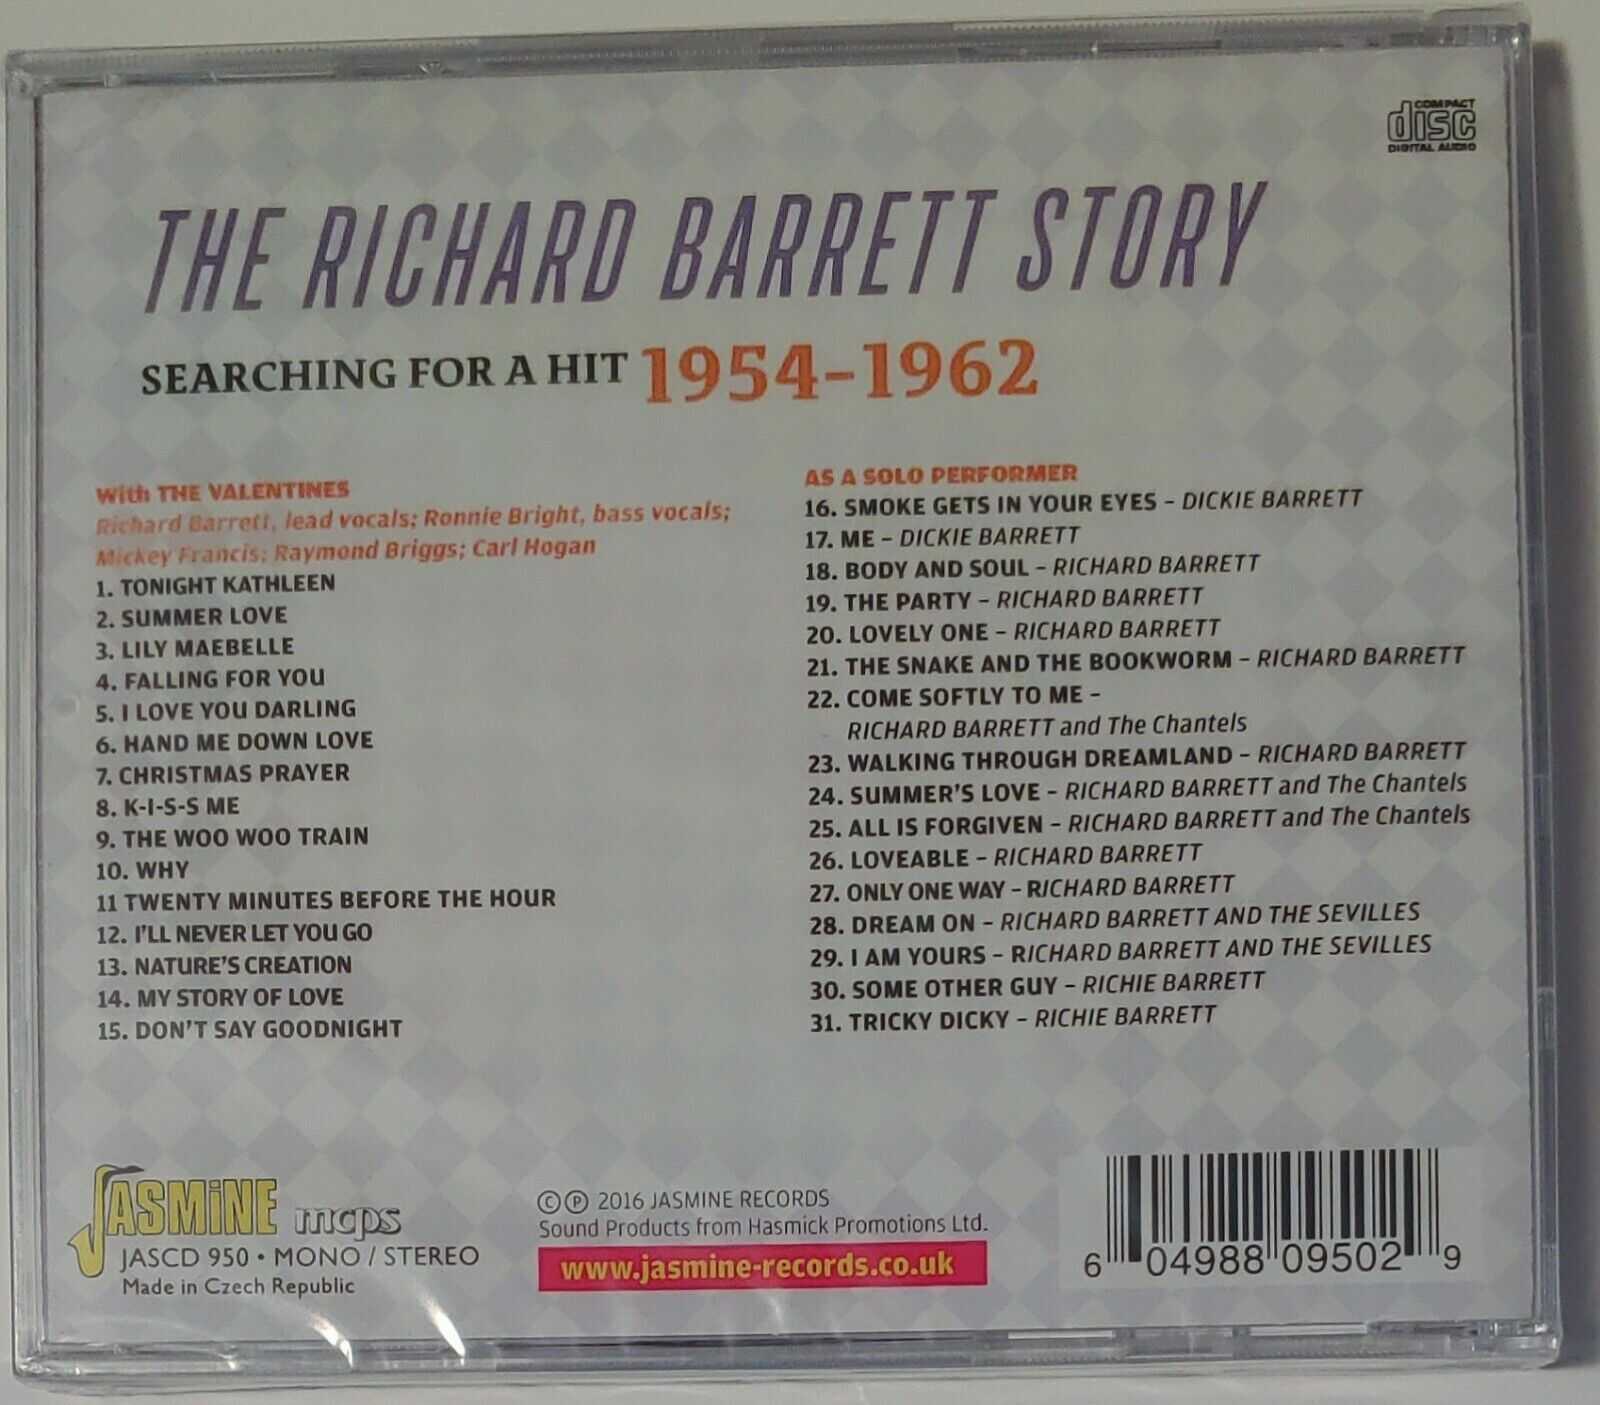 COMPACT
disc
DIGITAL AUDIO
THE RICHARD BARRETT STORY
SEARCHING FOR A HIT 1954-1962
With THE VALENTINES
Richard Barrett, lead vocals; Ronnie Bright, bass vocals;
Mickey Francis; Raymond Briggs; Carl Hogan
1. TONIGHT KATHLEEN
2. SUMMER LOVE
3. LILY MAEBELLE
4. FALLING FOR YOU
5. I LOVE YOU DARLING
6. HAND ME DOWN LOVE
7. CHRISTMAS PRAYER
8. K-I-S-S ME
9. THE WOO WOO TRAIN
10. WHY
11 TWENTY MINUTES BEFORE THE HOUR
12. I'LL NEVER LET YOU GO
13. NATURE'S CREATION
14. MY STORY OF LOVE
15. DON'T SAY GOODNIGHT
AS A SOLO PERFORMER
16. SMOKE GETS IN YOUR EYES – DICKIE BARRETT
17. ME – DICKIE BARRETT
18. BODY AND SOUL – RICHARD BARRETT
19. THE PARTY – RICHARD BARRETT
20. LOVELY ONE – RICHARD BARRETT
21. THE SNAKE AND THE BOOKWORM – RICHARD BARRETT
22. COME SOFTLY TO ME –
RICHARD BARRETT and The Chantels
23. WALKING THROUGH DREAMLAND – RICHARD BARRETT
24. SUMMER'S LOVE – RICHARD BARRETT and The Chantels
25. ALL IS FORGIVEN – RICHARD BARRETT and The Chantels
26. LOVEABLE – RICHARD BARRETT
27. ONLY ONE WAY – RICHARD BARRETT
28. DREAM ON – RICHARD BARRETT AND THE SEVILLES
29. I AM YOURS – RICHARD BARRETT AND THE SEVILLES
30. SOME OTHER GUY – RICHIE BARRETT
31. TRICKY DICKY – RICHIE BARRETT
JASMiNE mcps
JASCD 950 • MONO / STEREO
Made in Czech Republic
© ℗ 2016 JASMINE RECORDS
Sound Products from Hasmick Promotions Ltd.
www.jasmine-records.co.uk
6 04988 09502 9